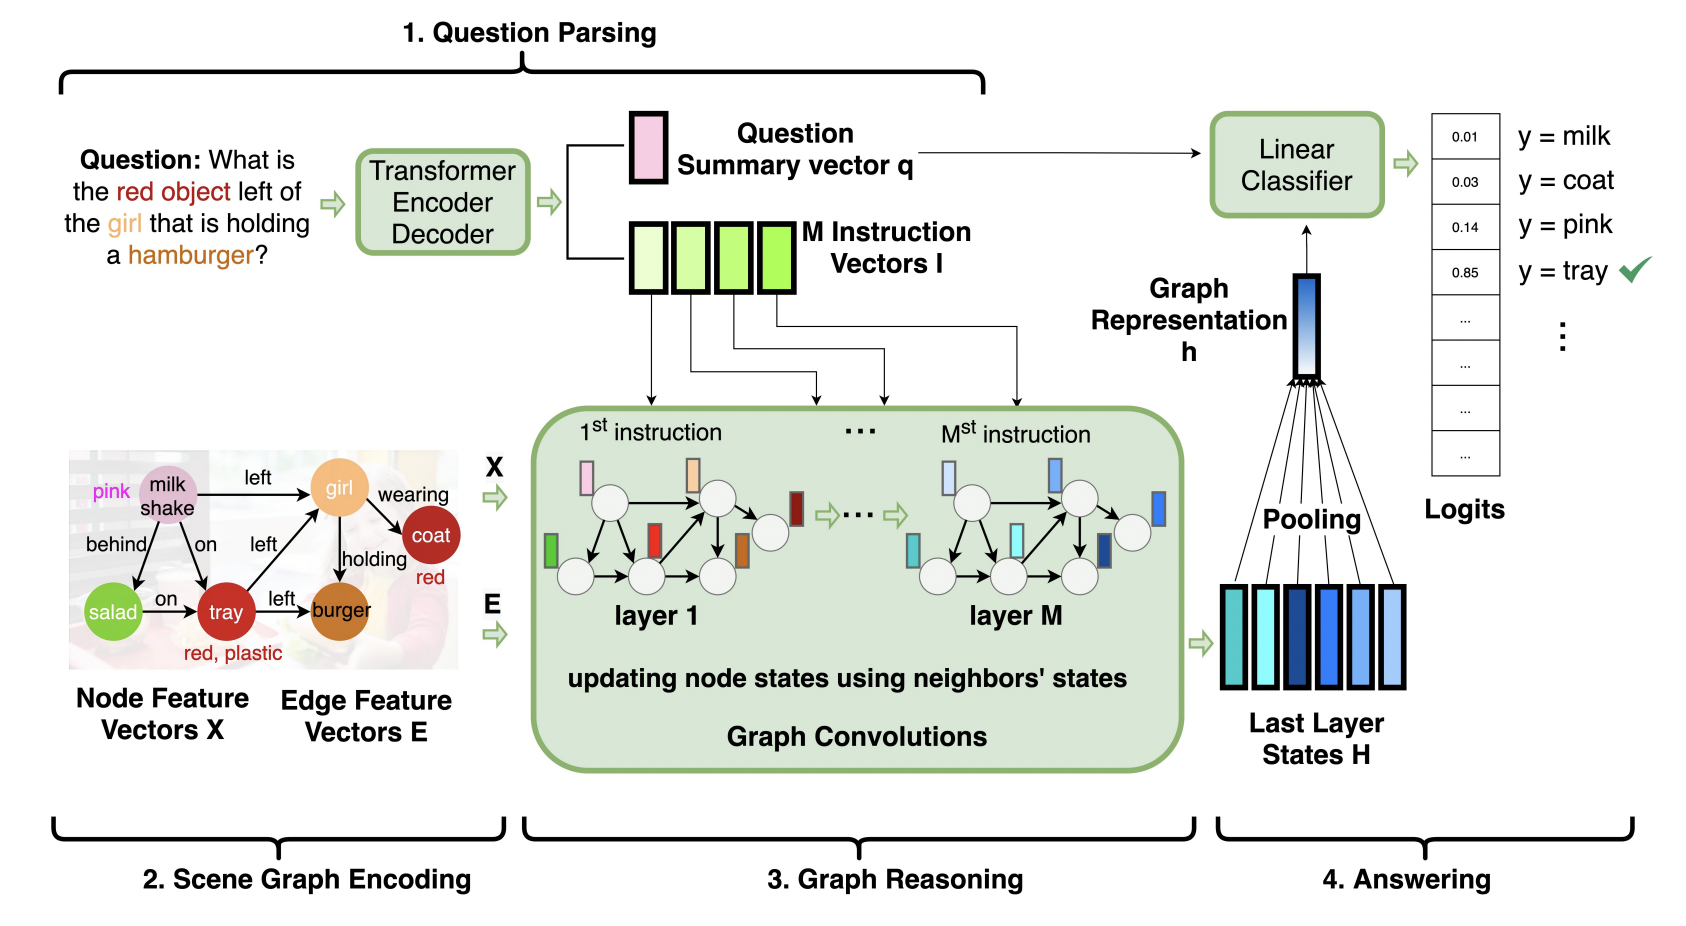 1. Question Parsing
Question: What is
the red object left of
the girl that is holding
a hamburger?
Transformer
Encoder
Decoder
Question
Summary vector q
M Instruction
Vectors I
Linear
Classifier
0.01
y = milk
0.03
y = coat
0.14
y = pink
0.85
y = tray
...
...
...
...
Logits
Graph
Representation
h
Pooling
Last Layer
States H
X
E
1st instruction
...
Mst instruction
...
layer 1
layer M
updating node states using neighbors' states
Graph Convolutions
pink
milk
shake
left
girl
wearing
coat
red
behind
on
left
holding
salad
on
tray
left
burger
red, plastic
Node Feature
Vectors X
Edge Feature
Vectors E
2. Scene Graph Encoding
3. Graph Reasoning
4. Answering